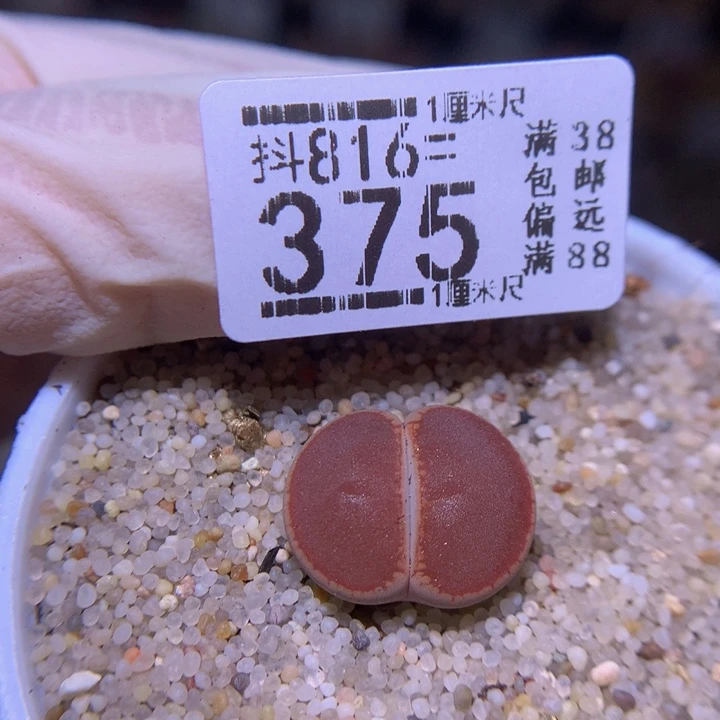 1厘米尺
抖816=
375
1厘米尺
满 38
包 邮
偏 远
满 88